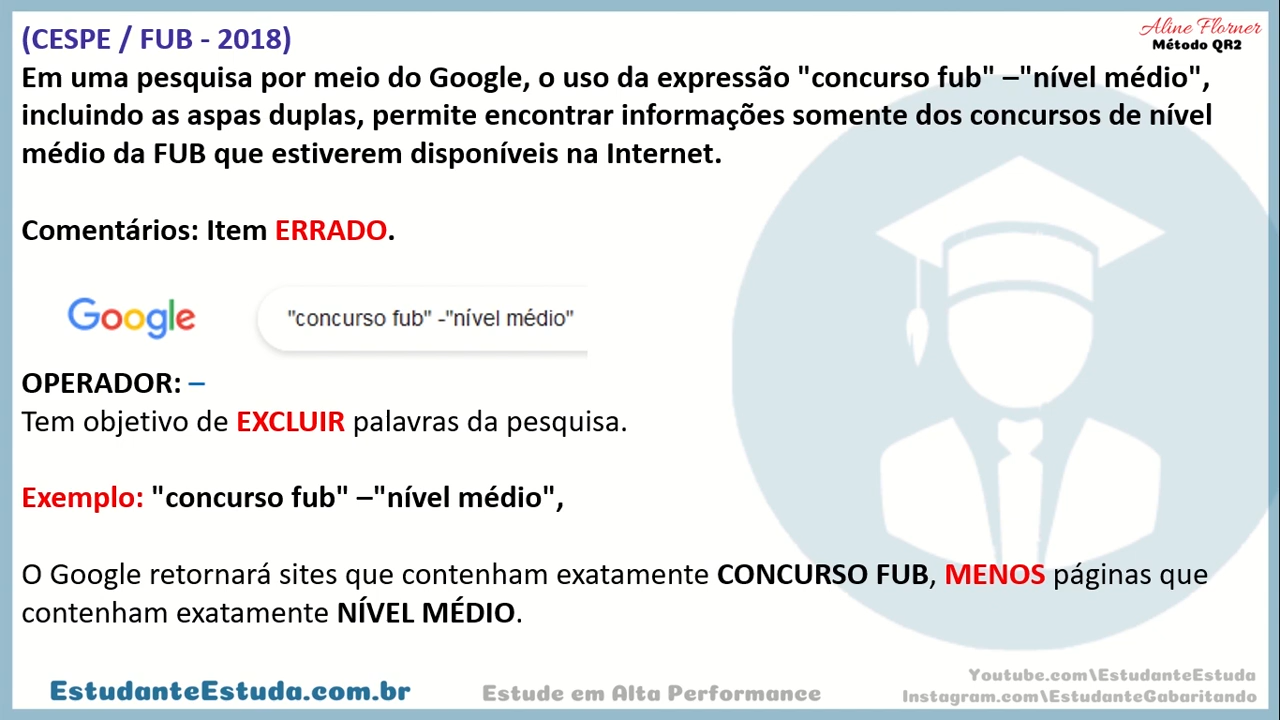 (CESPE / FUB - 2018)
Aline Florner
Método QR2
Em uma pesquisa por meio do Google, o uso da expressão "concurso fub" –"nível médio",
incluindo as aspas duplas, permite encontrar informações somente dos concursos de nível
médio da FUB que estiverem disponíveis na Internet.
Comentários: Item ERRADO.
Google
"concurso fub" -"nível médio"
OPERADOR: –
Tem objetivo de EXCLUIR palavras da pesquisa.
Exemplo: "concurso fub" –"nível médio",
O Google retornará sites que contenham exatamente CONCURSO FUB, MENOS páginas que
contenham exatamente NÍVEL MÉDIO.
EstudanteEstuda.com.br
Estude em Alta Performance
Youtube.com\EstudanteEstuda
Instagram.com\EstudanteGabaritando